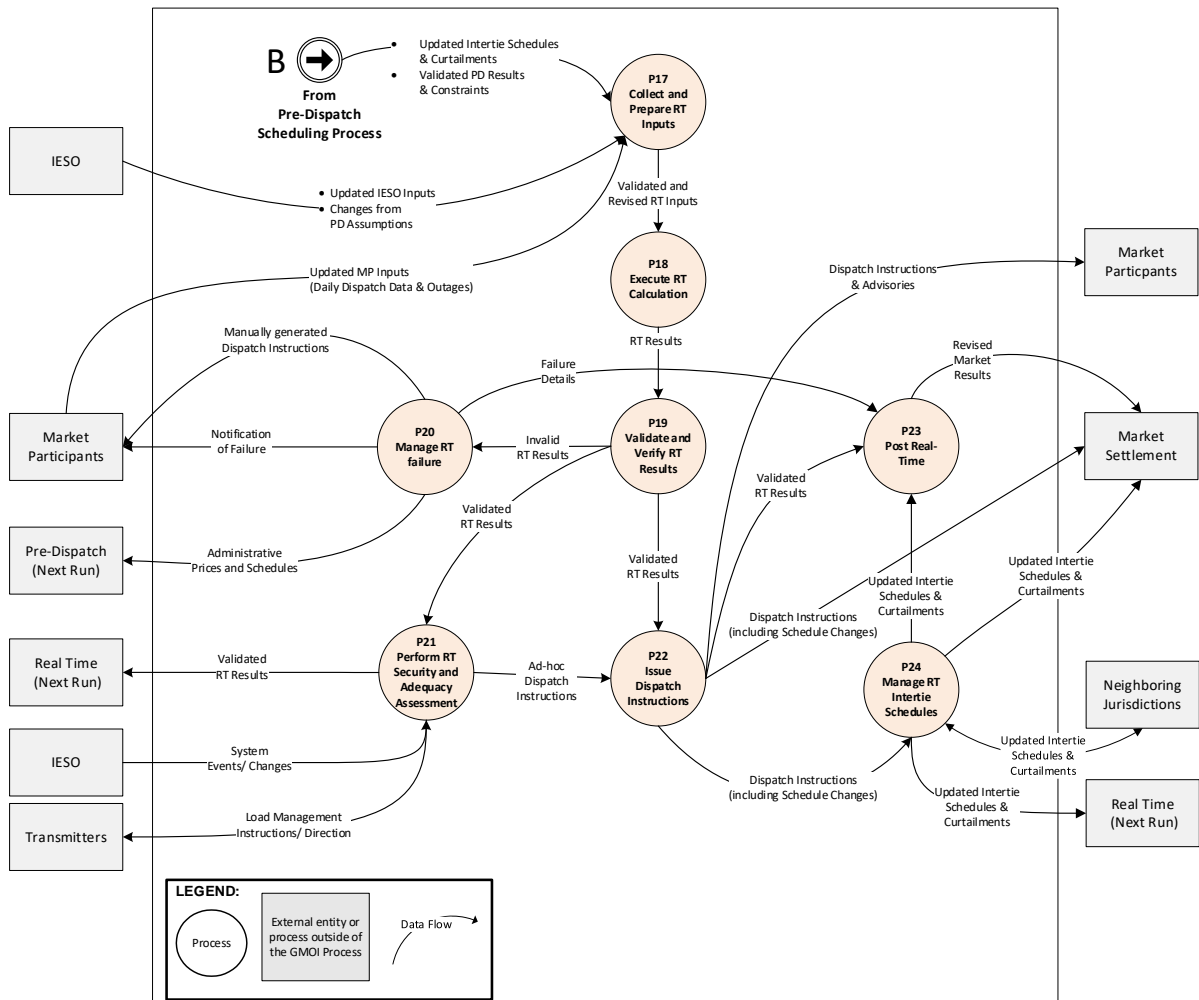 B
From
Pre-Dispatch
Scheduling Process
• Updated Intertie Schedules
& Curtailments
• Validated PD Results
& Constraints
P17
Collect and
Prepare RT
Inputs
IESO
• Updated IESO Inputs
• Changes from
PD Assumptions
Validated and
Revised RT Inputs
P18
Execute RT
Calculation
Updated MP Inputs
(Daily Dispatch Data & Outages)
Dispatch Instructions
& Advisories
Market
Particpants
Manually generated
Dispatch Instructions
RT Results
Failure
Details
Revised
Market
Results
Market
Participants
Notification
of Failure
P20
Manage RT
failure
Invalid
RT Results
P19
Validate and
Verify RT
Results
P23
Post Real-
Time
Market
Settlement
Validated
RT Results
Validated
RT Results
Pre-Dispatch
(Next Run)
Administrative
Prices and Schedules
Validated
RT Results
Updated Intertie
Schedules &
Curtailments
Updated Intertie
Schedules &
Curtailments
Dispatch Instructions
(including Schedule Changes)
Real Time
(Next Run)
Validated
RT Results
P21
Perform RT
Security and
Adequacy
Assessment
Ad-hoc
Dispatch
Instructions
P22
Issue
Dispatch
Instructions
P24
Manage RT
Intertie
Schedules
Neighboring
Jurisdictions
IESO
System
Events/ Changes
Updated Intertie
Schedules &
Curtailments
Dispatch Instructions
(including Schedule Changes)
Transmitters
Load Management
Instructions/ Direction
Updated Intertie
Schedules &
Curtailments
Real Time
(Next Run)
LEGEND:
Process
External entity or
process outside of
the GMOI Process
Data Flow